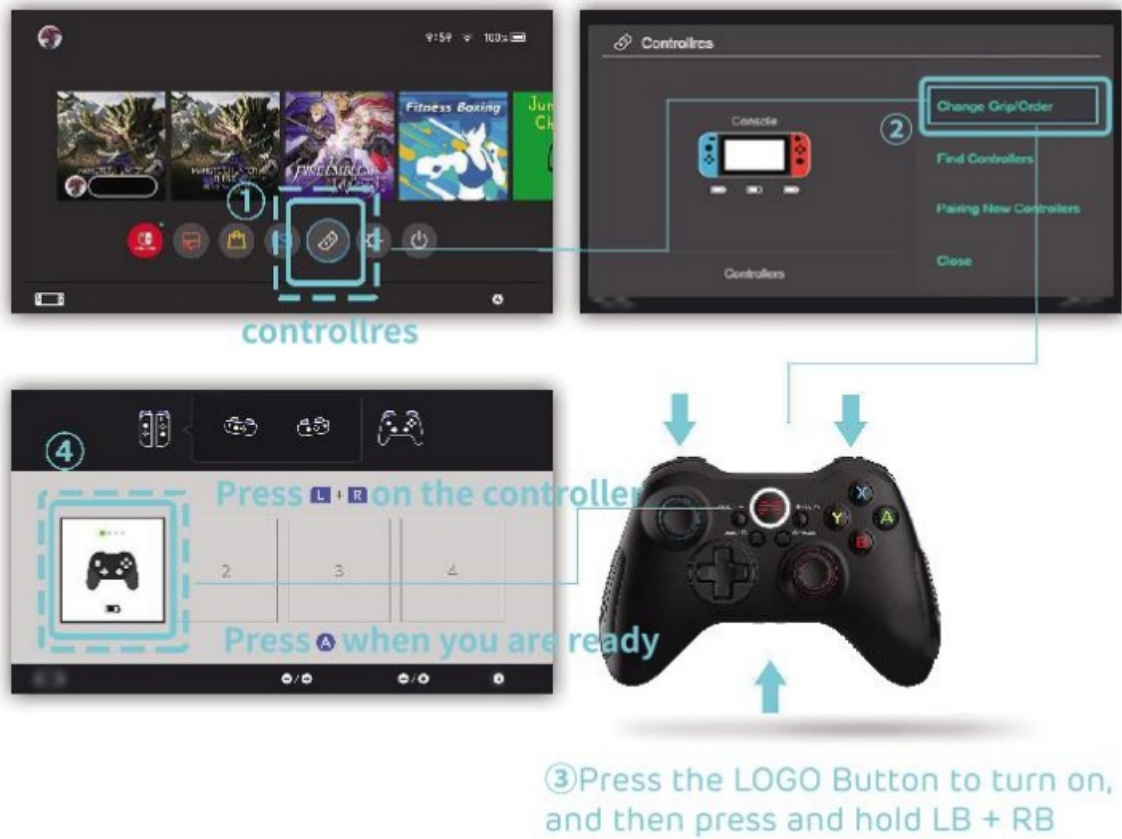 9:59 100%
Fitness Boxing
①
controllres
Controllres
Console
②
Change Grip/Order
Find Controllers
Pairing New Controllers
Close
Controllers
④
Press L + R on the controller
2 3 4
Press A when you are ready
X
Y A
B
③Press the LOGO Button to turn on,
and then press and hold LB + RB